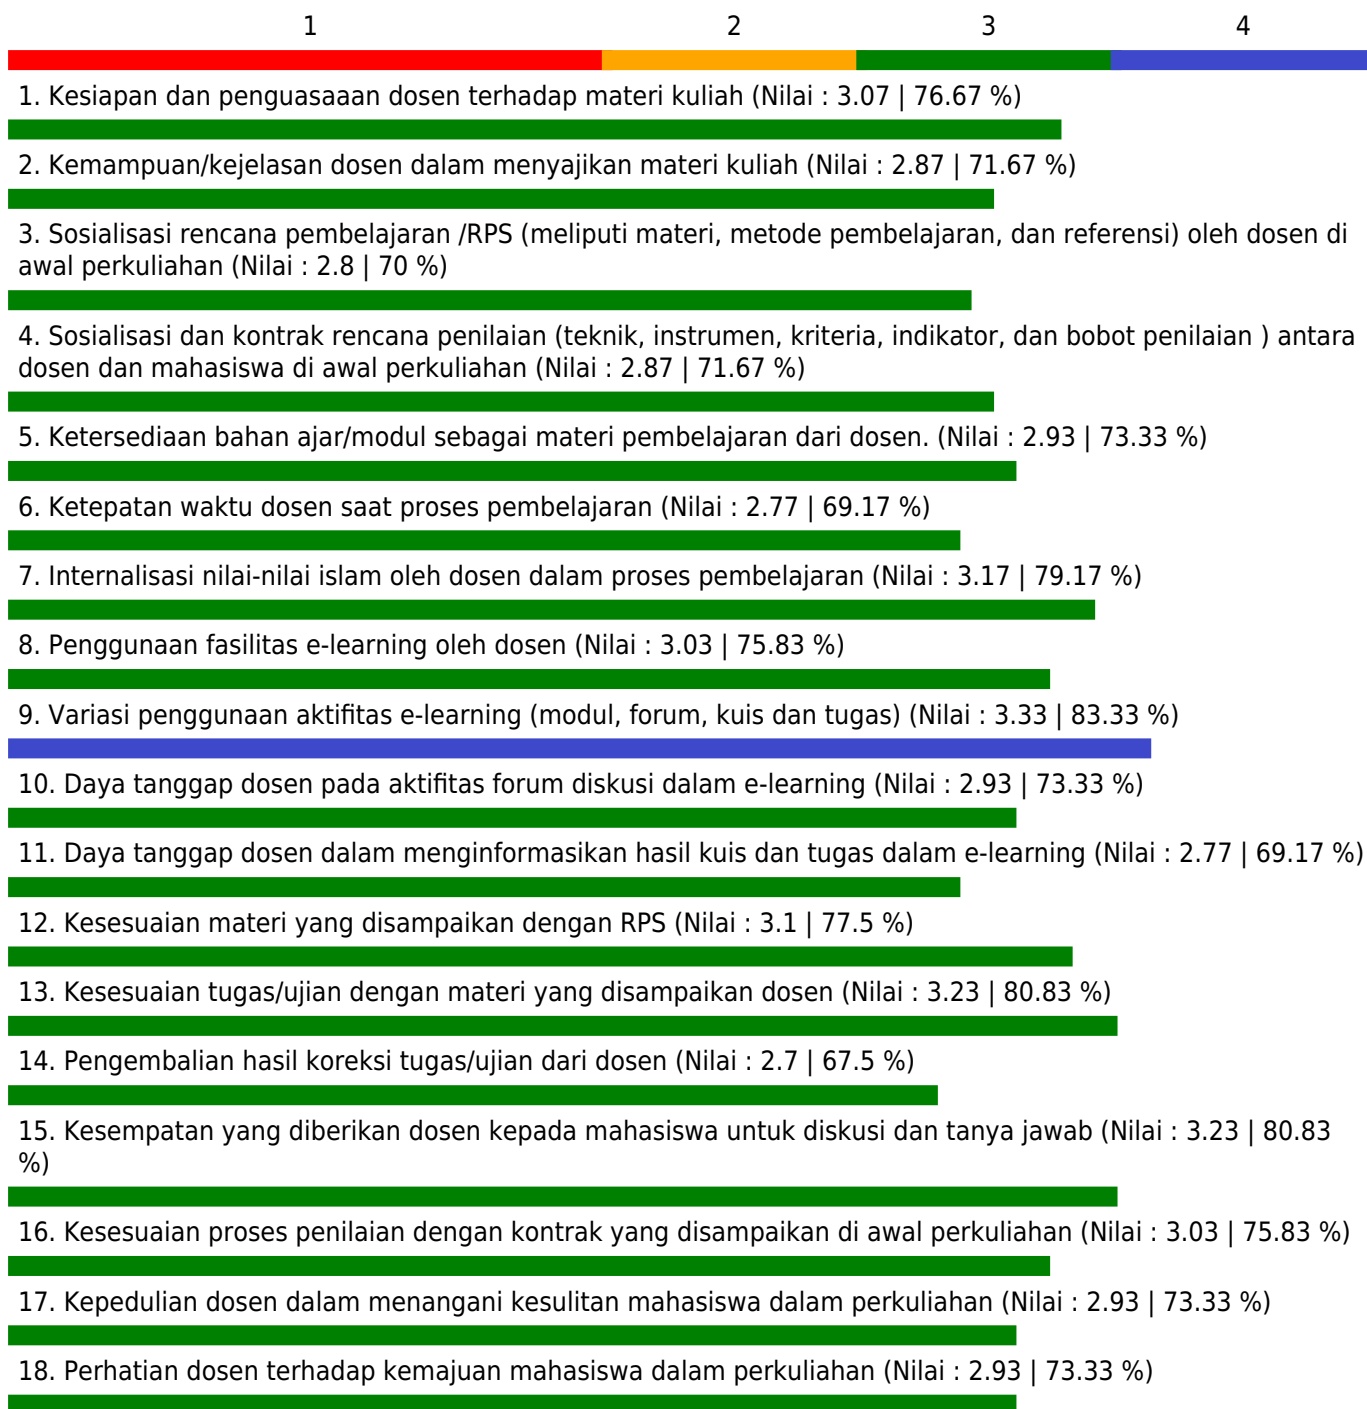 1 2 3 4
1. Kesiapan dan penguasaaan dosen terhadap materi kuliah (Nilai : 3.07 | 76.67 %)
2. Kemampuan/kejelasan dosen dalam menyajikan materi kuliah (Nilai : 2.87 | 71.67 %)
3. Sosialisasi rencana pembelajaran /RPS (meliputi materi, metode pembelajaran, dan referensi) oleh dosen di
awal perkuliahan (Nilai : 2.8 | 70 %)
4. Sosialisasi dan kontrak rencana penilaian (teknik, instrumen, kriteria, indikator, dan bobot penilaian ) antara
dosen dan mahasiswa di awal perkuliahan (Nilai : 2.87 | 71.67 %)
5. Ketersediaan bahan ajar/modul sebagai materi pembelajaran dari dosen. (Nilai : 2.93 | 73.33 %)
6. Ketepatan waktu dosen saat proses pembelajaran (Nilai : 2.77 | 69.17 %)
7. Internalisasi nilai-nilai islam oleh dosen dalam proses pembelajaran (Nilai : 3.17 | 79.17 %)
8. Penggunaan fasilitas e-learning oleh dosen (Nilai : 3.03 | 75.83 %)
9. Variasi penggunaan aktifitas e-learning (modul, forum, kuis dan tugas) (Nilai : 3.33 | 83.33 %)
10. Daya tanggap dosen pada aktifitas forum diskusi dalam e-learning (Nilai : 2.93 | 73.33 %)
11. Daya tanggap dosen dalam menginformasikan hasil kuis dan tugas dalam e-learning (Nilai : 2.77 | 69.17 %)
12. Kesesuaian materi yang disampaikan dengan RPS (Nilai : 3.1 | 77.5 %)
13. Kesesuaian tugas/ujian dengan materi yang disampaikan dosen (Nilai : 3.23 | 80.83 %)
14. Pengembalian hasil koreksi tugas/ujian dari dosen (Nilai : 2.7 | 67.5 %)
15. Kesempatan yang diberikan dosen kepada mahasiswa untuk diskusi dan tanya jawab (Nilai : 3.23 | 80.83
%)
16. Kesesuaian proses penilaian dengan kontrak yang disampaikan di awal perkuliahan (Nilai : 3.03 | 75.83 %)
17. Kepedulian dosen dalam menangani kesulitan mahasiswa dalam perkuliahan (Nilai : 2.93 | 73.33 %)
18. Perhatian dosen terhadap kemajuan mahasiswa dalam perkuliahan (Nilai : 2.93 | 73.33 %)